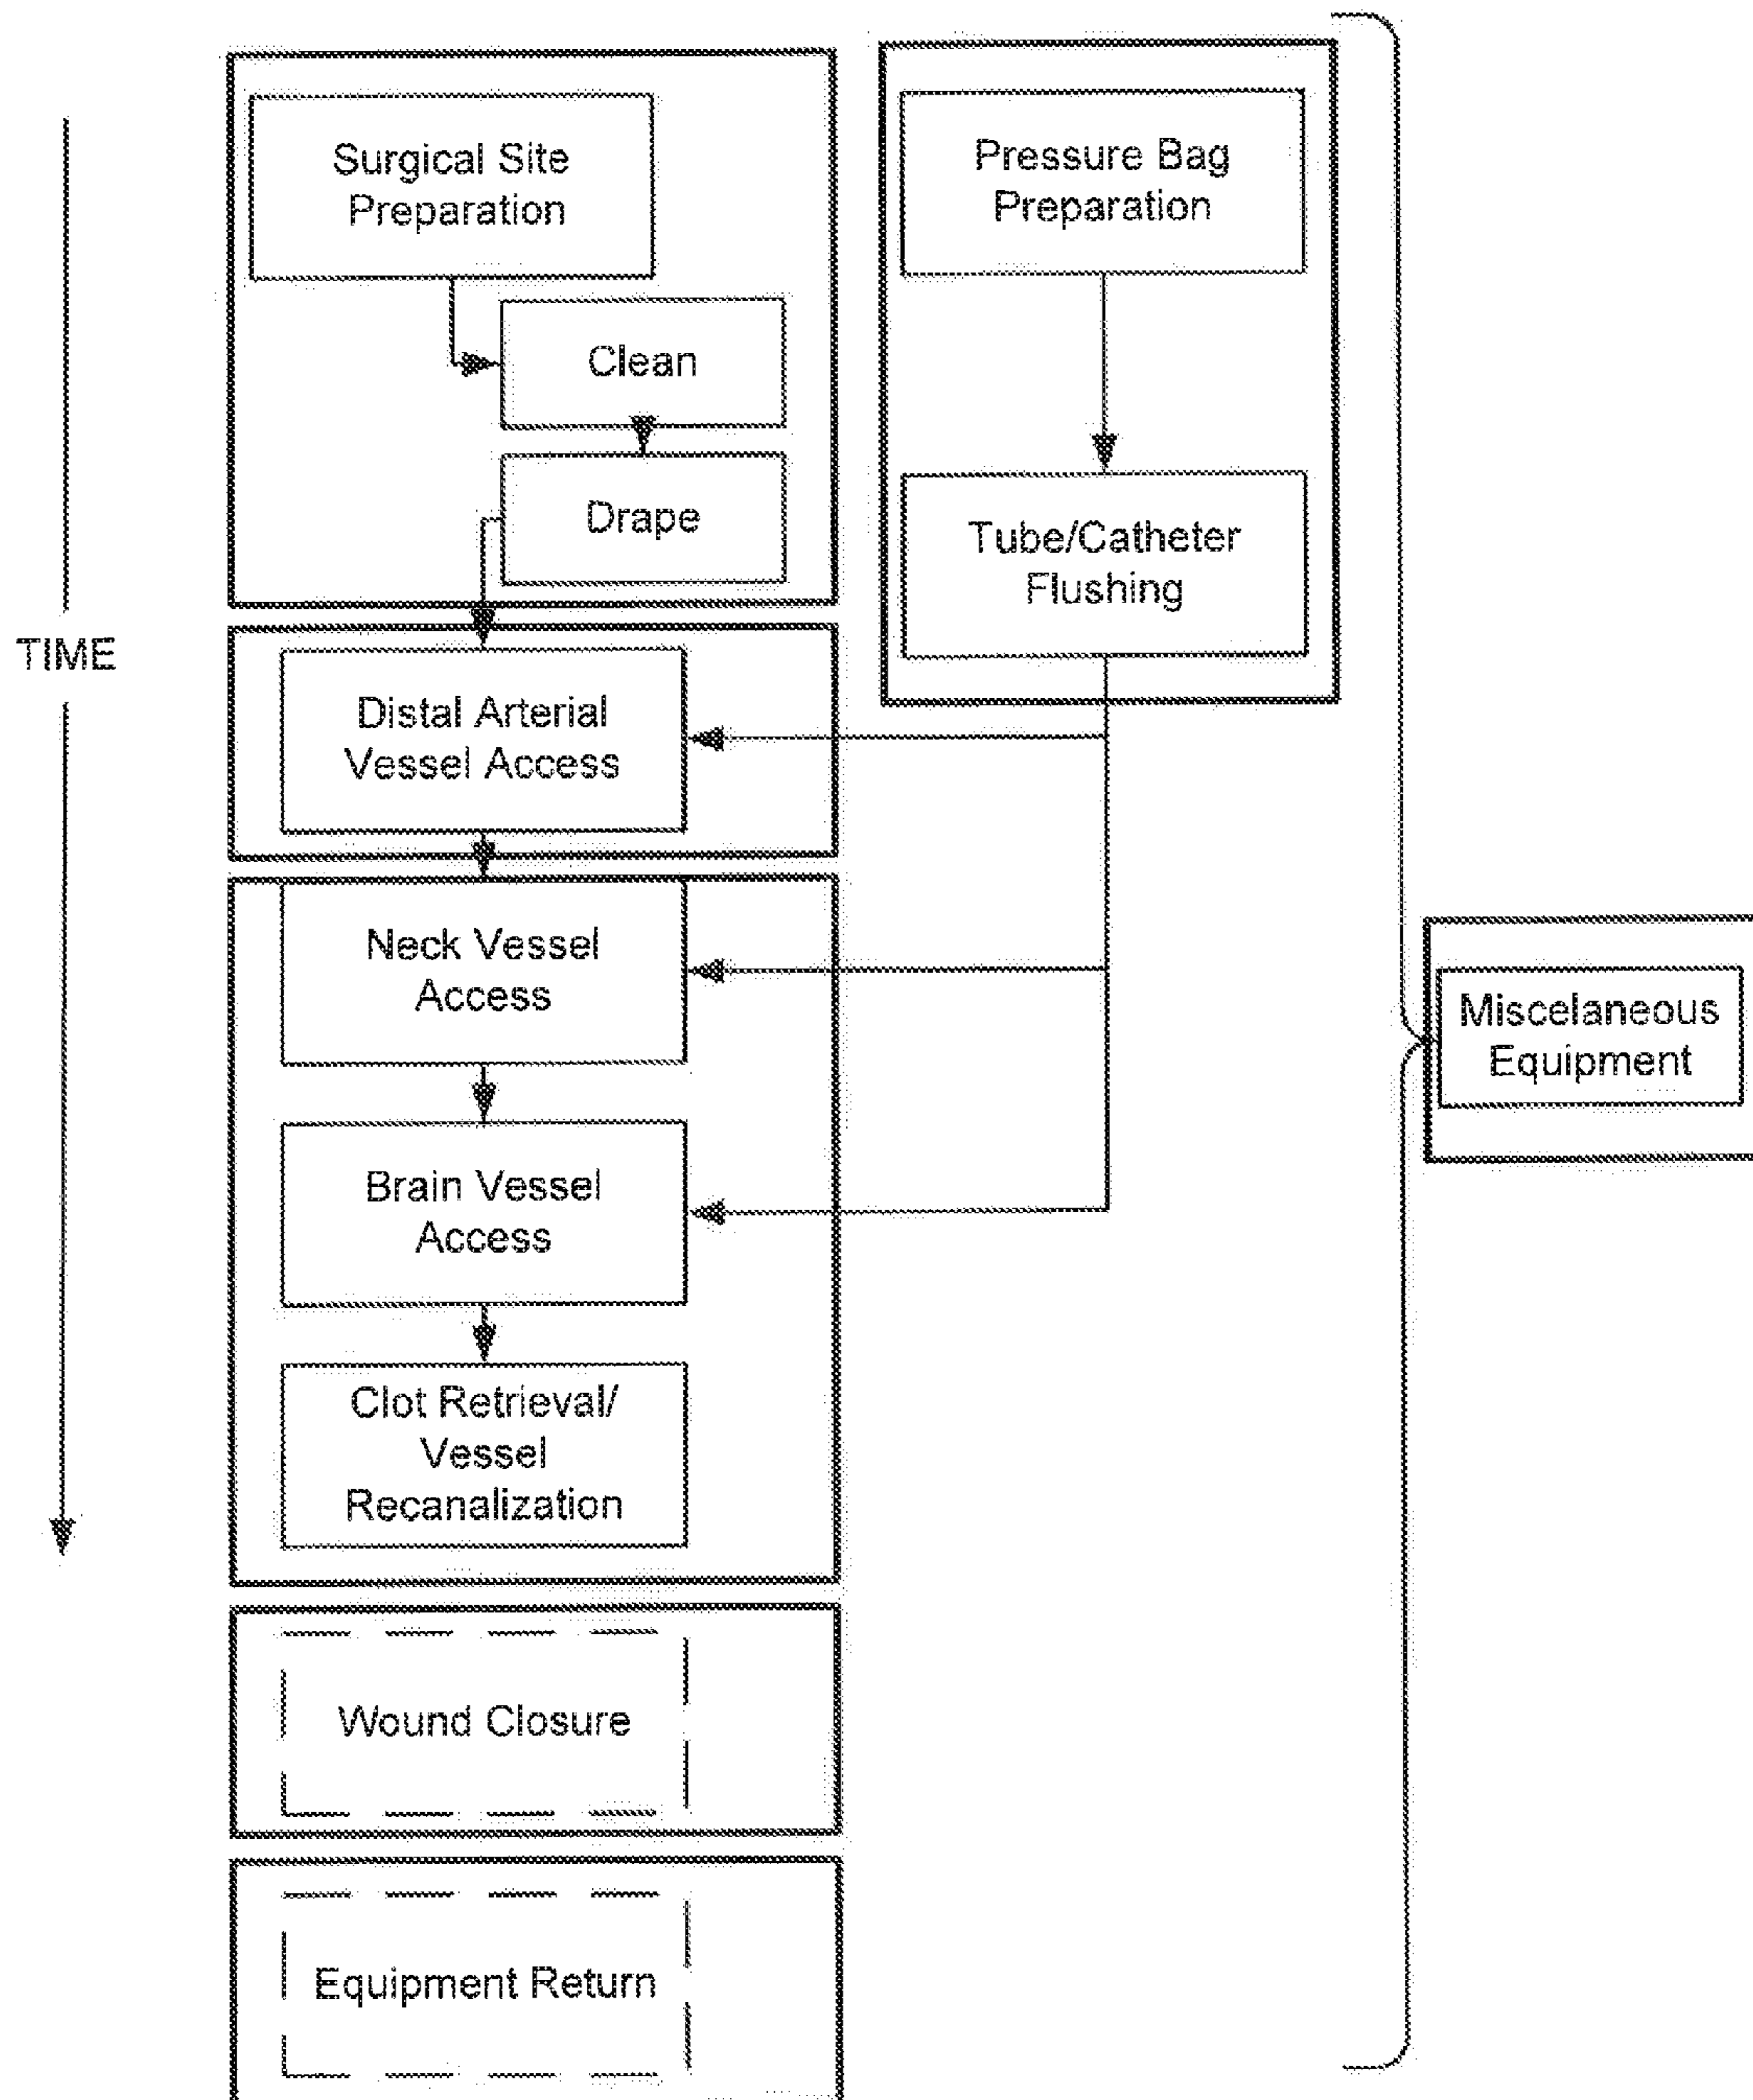 Surgical Site
Preparation
Clean
Drape
Pressure Bag
Preparation
Tube/Catheter
Flushing
TIME
Distal Arterial
Vessel Access
Neck Vessel
Access
Brain Vessel
Access
Clot Retrieval/
Vessel
Recanalization
Wound Closure
Equipment Return
Miscelaneous
Equipment